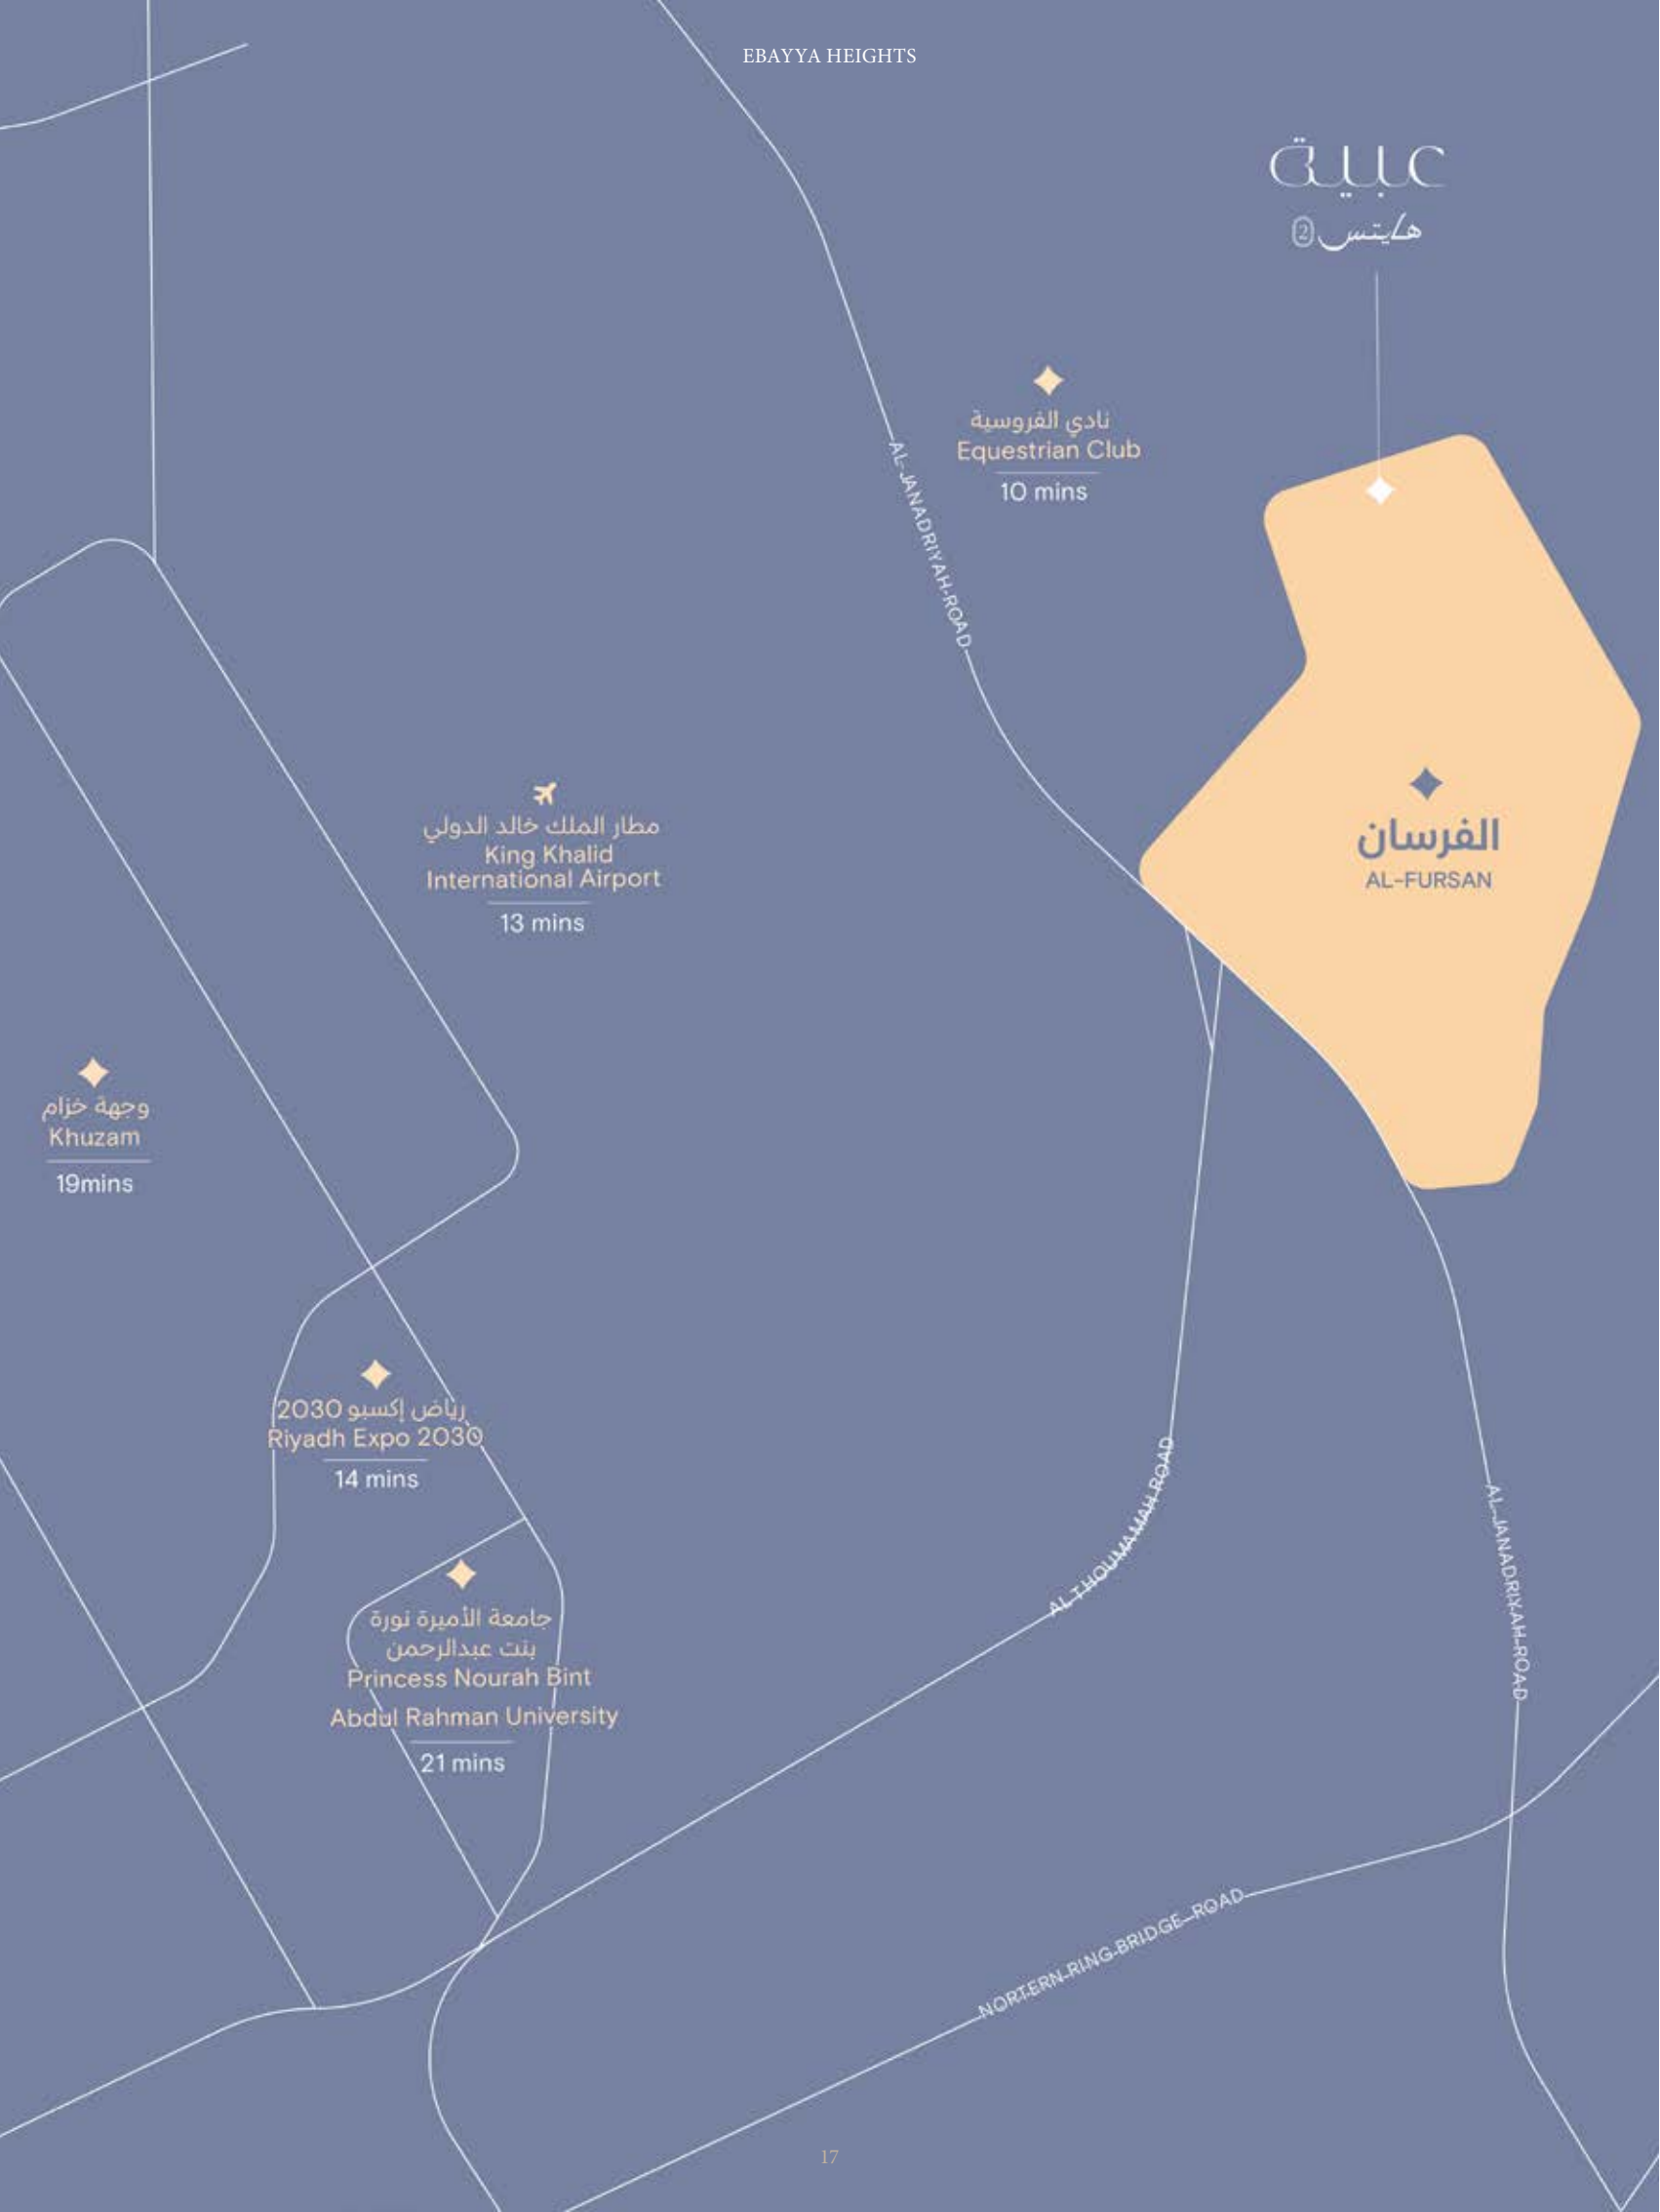 EBAYYA HEIGHTS
عبية
هايتس 2
نادي الفروسية
Equestrian Club
10 mins
AL-JANADRIYAH-ROAD
مطار الملك خالد الدولي
King Khalid
International Airport
13 mins
الفرسان
AL-FURSAN
وجهة خزام
Khuzam
19mins
رياض إكسبو 2030
Riyadh Expo 2030
14 mins
جامعة الأميرة نورة
بنت عبدالرحمن
Princess Nourah Bint
Abdul Rahman University
21 mins
AL THOUMAMAH ROAD
AL-JANADRIYAH-ROAD
NORTERN-RING-BRIDGE-ROAD
17